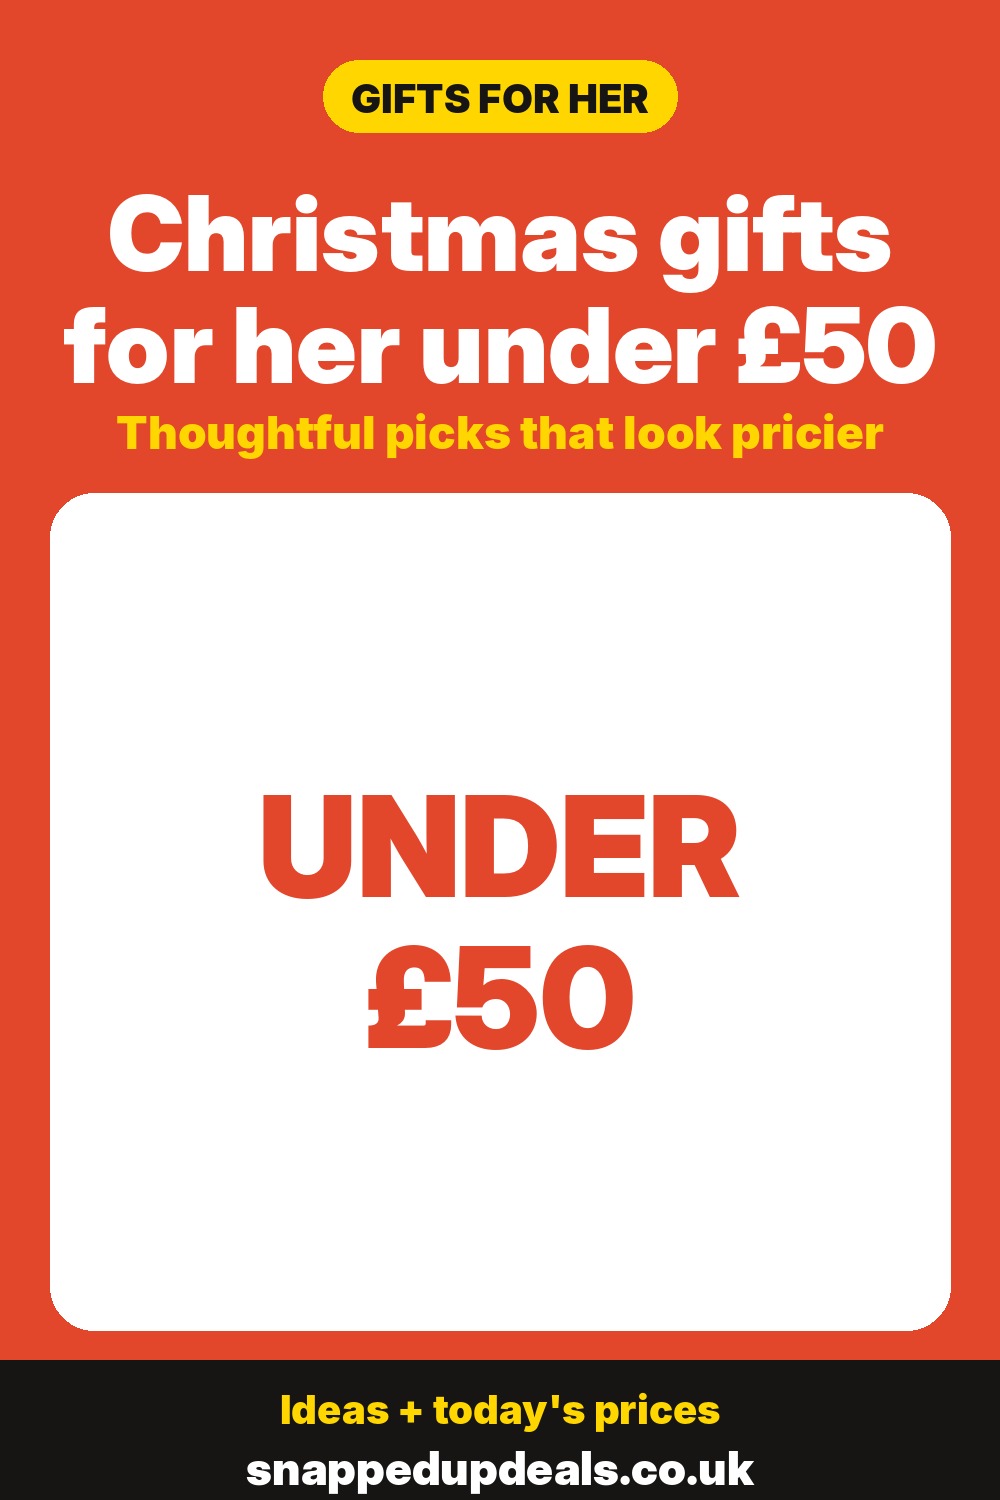 GIFTS FOR HER
Christmas gifts
for her under £50
Thoughtful picks that look pricier
UNDER
£50
Ideas + today's prices
snappedupdeals.co.uk